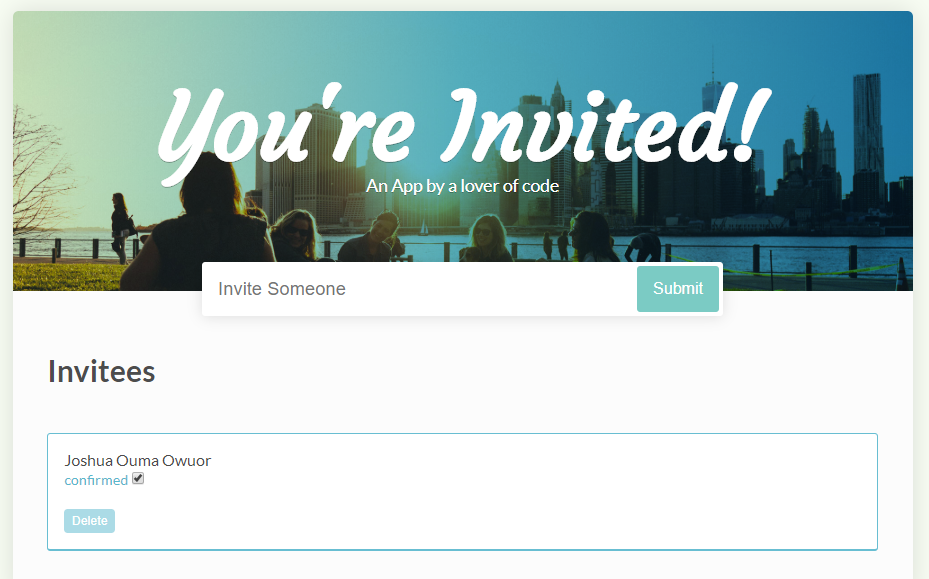 You're Invited!
An App by a lover of code
Invite Someone
Submit
Invitees
Joshua Ouma Owuor
confirmed
Delete